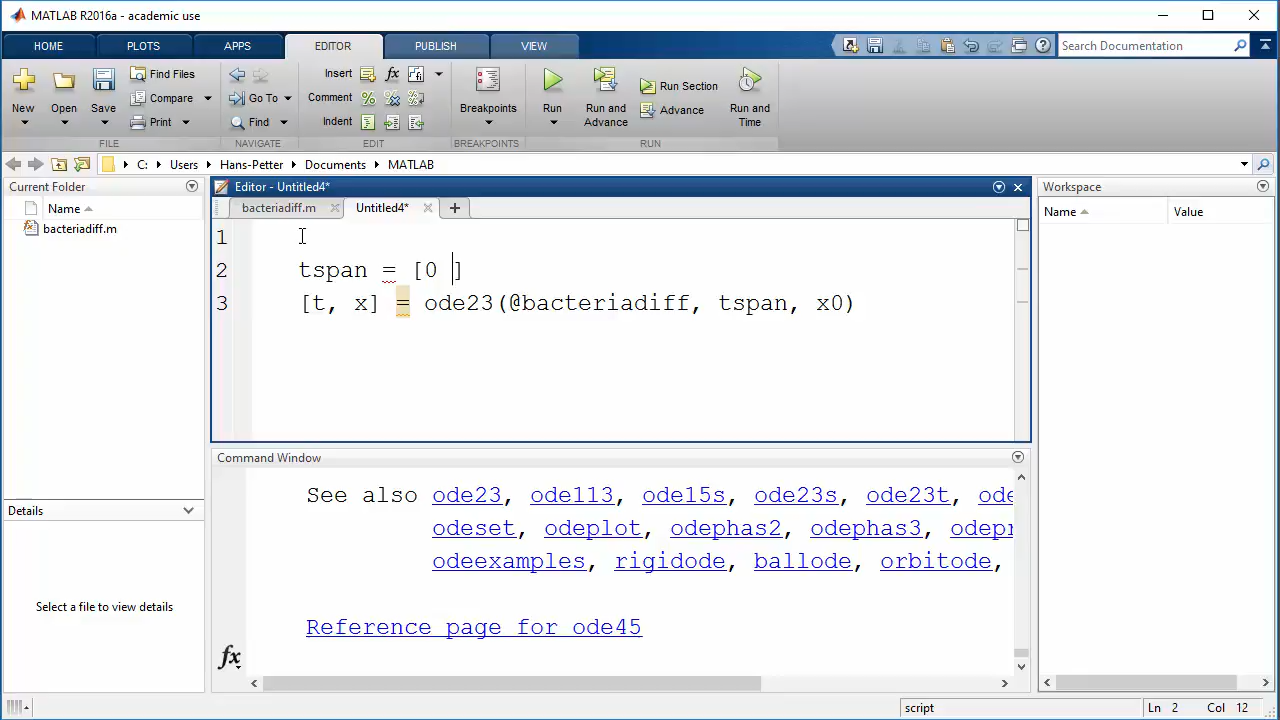 MATLAB R2016a - academic use
HOME PLOTS APPS EDITOR PUBLISH VIEW Search Documentation
New Open Save Find Files Compare Print
FILE
Go To Find
NAVIGATE
Insert fx
Comment
Indent
EDIT
Breakpoints
BREAKPOINTS
Run Run and Advance Run Section Advance Run and Time
RUN
C: Users Hans-Petter Documents MATLAB
Current Folder
Name
bacteriadiff.m
Details
Select a file to view details
Editor - Untitled4*
bacteriadiff.m Untitled4*
1
2 tspan = [0 ]
3 [t, x] = ode23(@bacteriadiff, tspan, x0)
Command Window
See also ode23, ode113, ode15s, ode23s, ode23t, ode
odeset, odeplot, odephas2, odephas3, odepr
odeexamples, rigidode, ballode, orbitode,
Reference page for ode45
fx
Workspace
Name Value
script Ln 2 Col 12